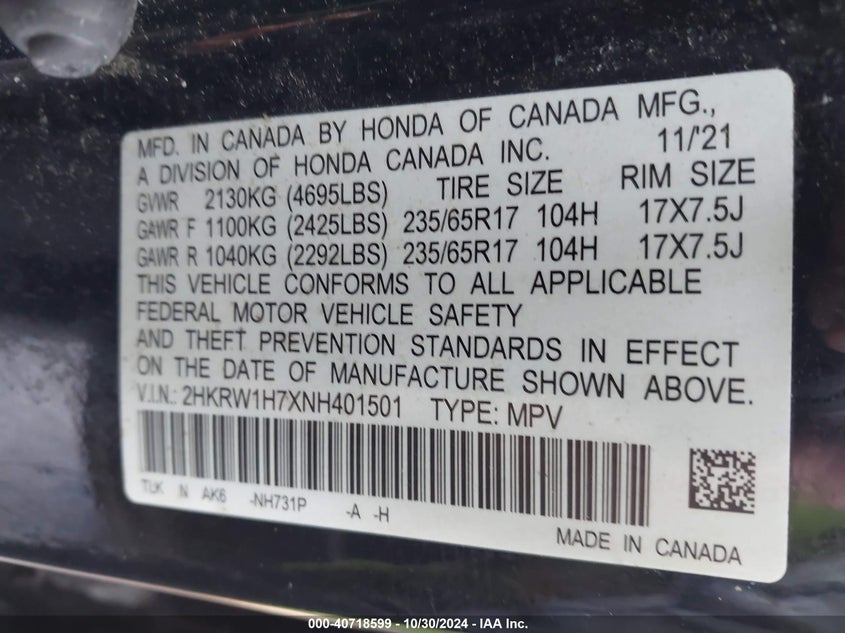 MFD. IN CANADA BY HONDA OF CANADA MFG.,
A DIVISION OF HONDA CANADA INC. 11/'21
GVWR 2130KG (4695LBS) TIRE SIZE RIM SIZE
GAWR F 1100KG (2425LBS) 235/65R17 104H 17X7.5J
GAWR R 1040KG (2292LBS) 235/65R17 104H 17X7.5J
THIS VEHICLE CONFORMS TO ALL APPLICABLE
FEDERAL MOTOR VEHICLE SAFETY
AND THEFT PREVENTION STANDARDS IN EFFECT
ON THE DATE OF MANUFACTURE SHOWN ABOVE.
V.I.N.: 2HKRW1H7XNH401501 TYPE: MPV
TLK N AK6 -NH731P -A -H
MADE IN CANADA
000-40718599 - 10/30/2024 - IAA Inc.